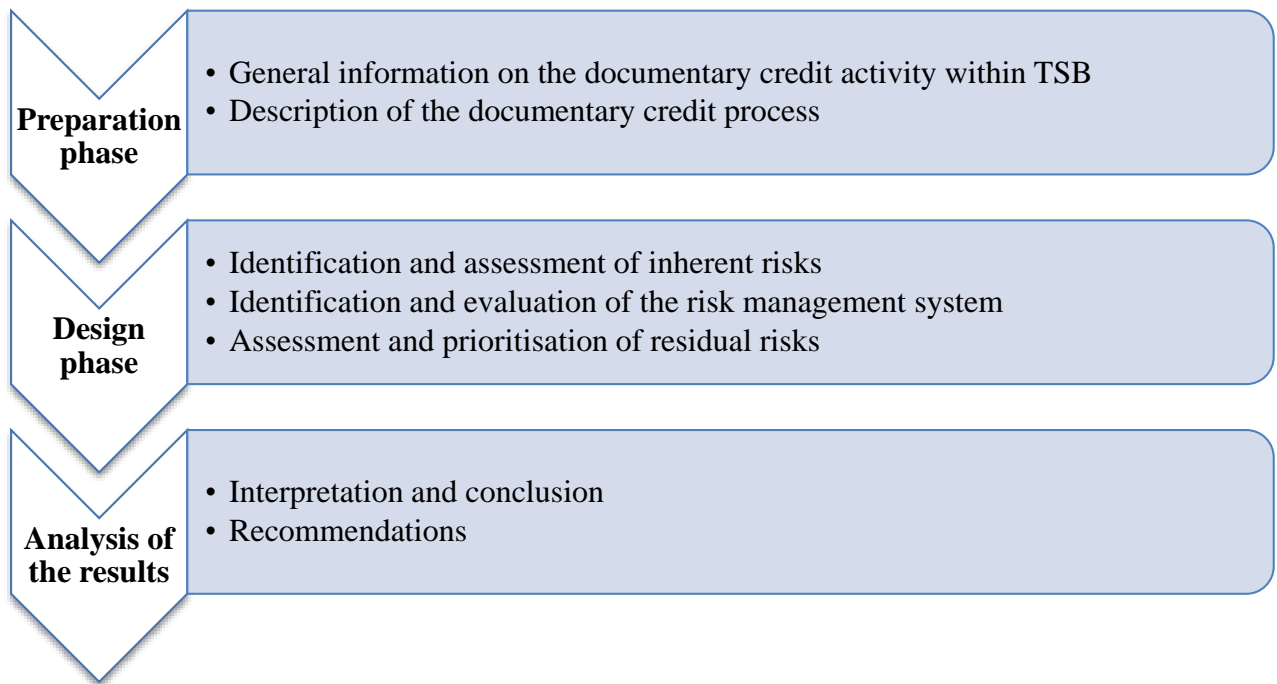 Preparation
phase
• General information on the documentary credit activity within TSB
• Description of the documentary credit process
Design
phase
• Identification and assessment of inherent risks
• Identification and evaluation of the risk management system
• Assessment and prioritisation of residual risks
Analysis of
the results
• Interpretation and conclusion
• Recommendations